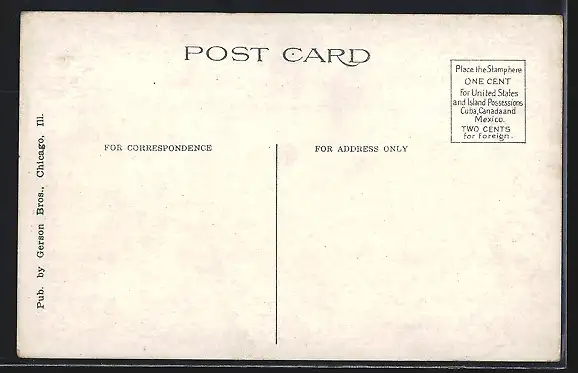 POST CARD
Place the Stamp here
ONE CENT
for United States
and Island Possessions
Cuba, Canada and
Mexico.
TWO CENTS
for Foreign.
FOR CORRESPONDENCE
FOR ADDRESS ONLY
Pub. by Gerson Bros., Chicago, Ill.